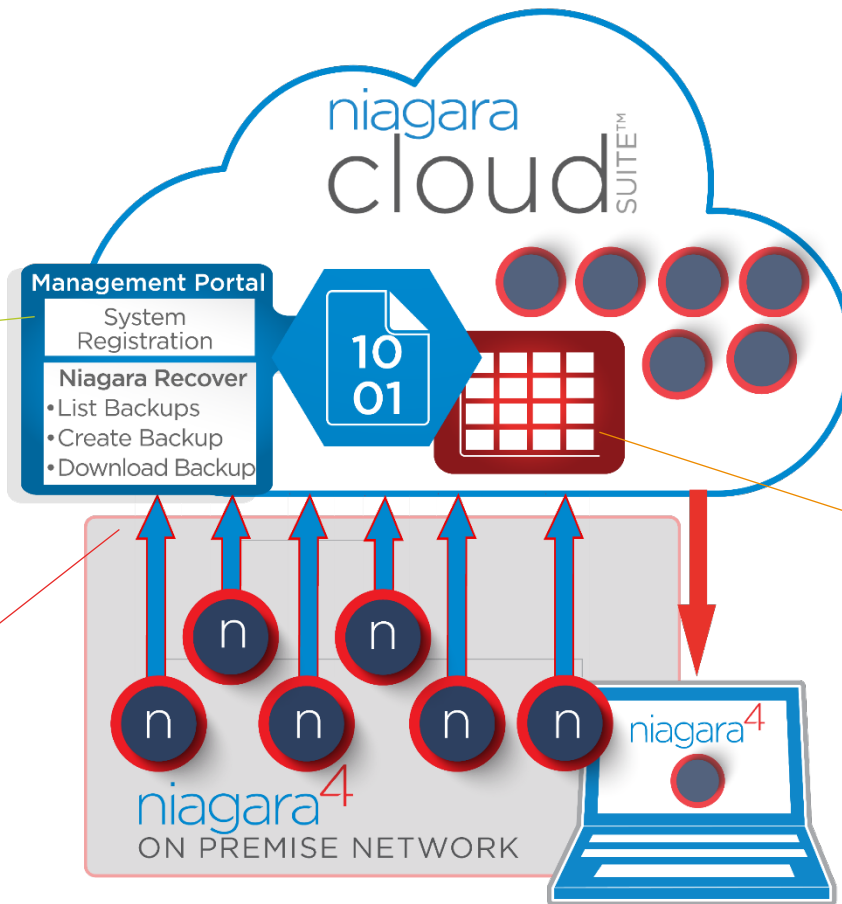 niagara
cloud SUITE™
Management Portal
System
Registration
Niagara Recover
•List Backups
•Create Backup
•Download Backup
10
01
n
n
n
n
n
n
niagara4
niagara4
ON PREMISE NETWORK